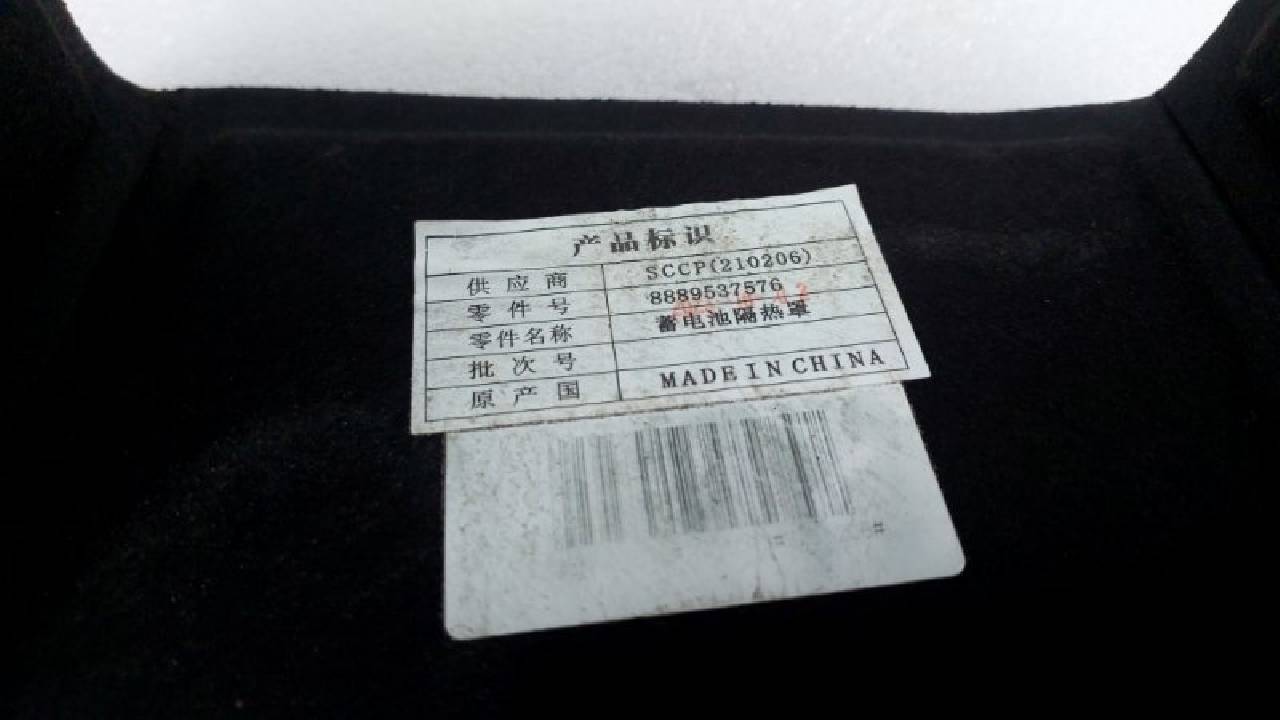 产品标识
供应商 SCCP(210206)
零件号 8889537576
零件名称 蓄电池隔热罩
批次号
原产国 MADE IN CHINA